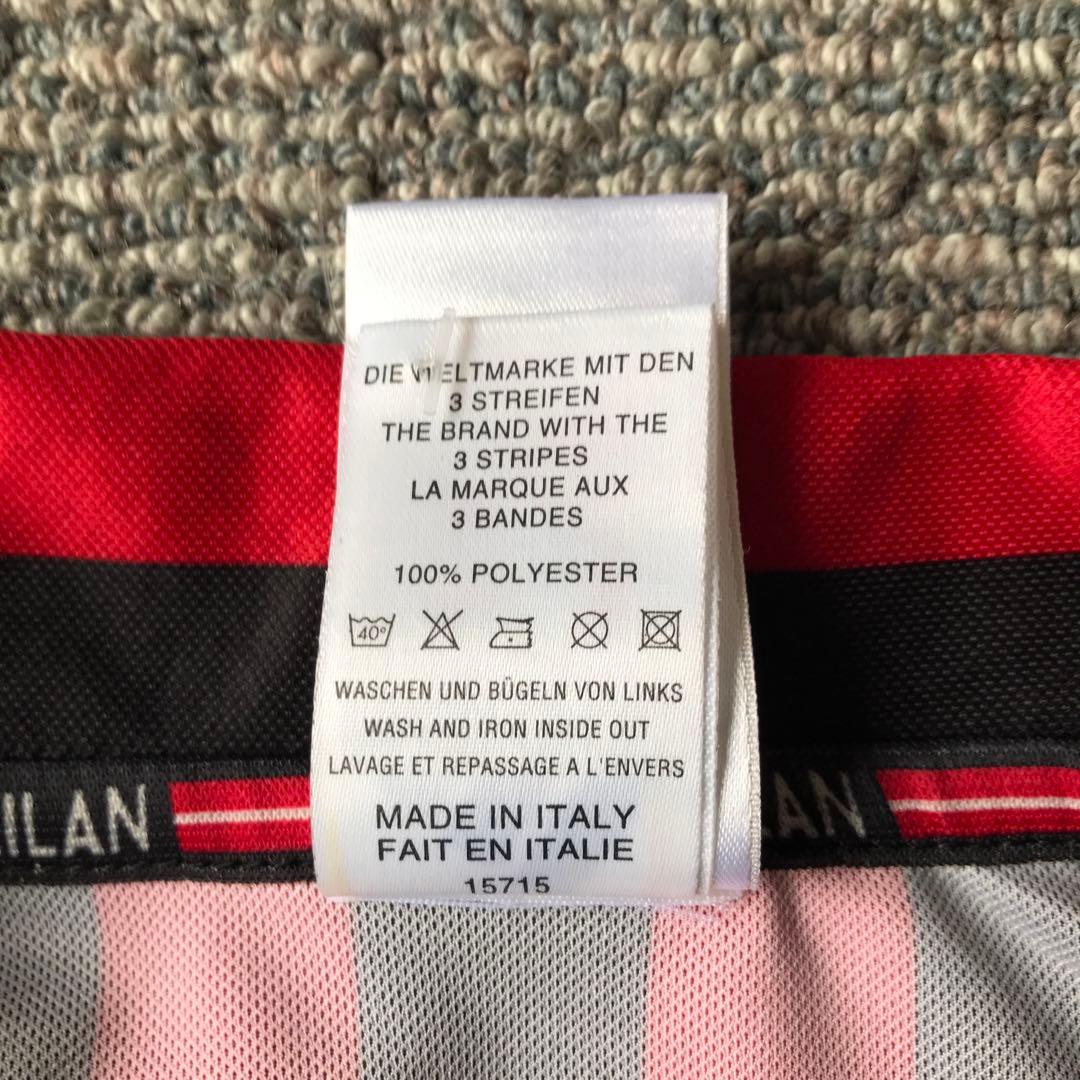 DIE WELTMARKE MIT DEN
3 STREIFEN
THE BRAND WITH THE
3 STRIPES
LA MARQUE AUX
3 BANDES
100% POLYESTER
40°
WASCHEN UND BÜGELN VON LINKS
WASH AND IRON INSIDE OUT
LAVAGE ET REPASSAGE A L'ENVERS
MADE IN ITALY
FAIT EN ITALIE
15715
ILAN
LAN